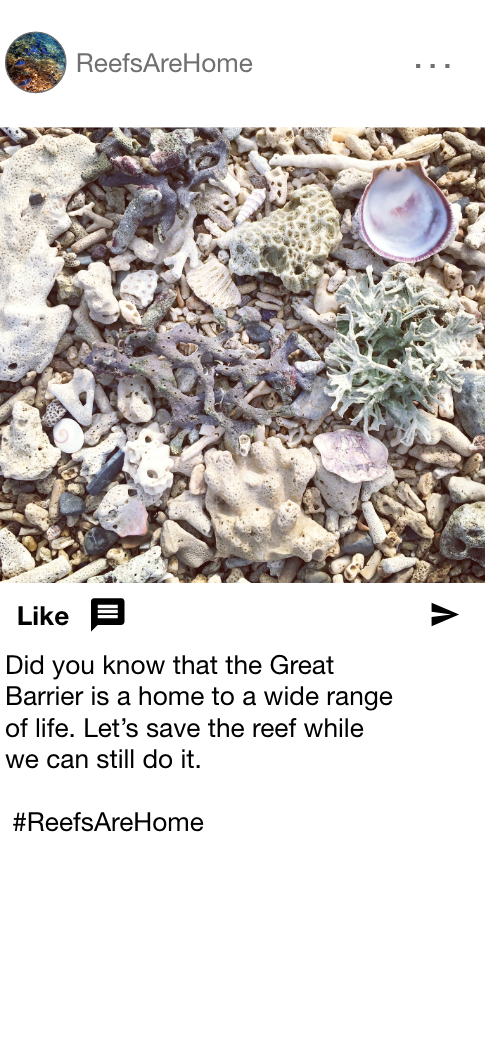 ReefsAreHome
Like
Did you know that the Great
Barrier is a home to a wide range
of life. Let’s save the reef while
we can still do it.
#ReefsAreHome